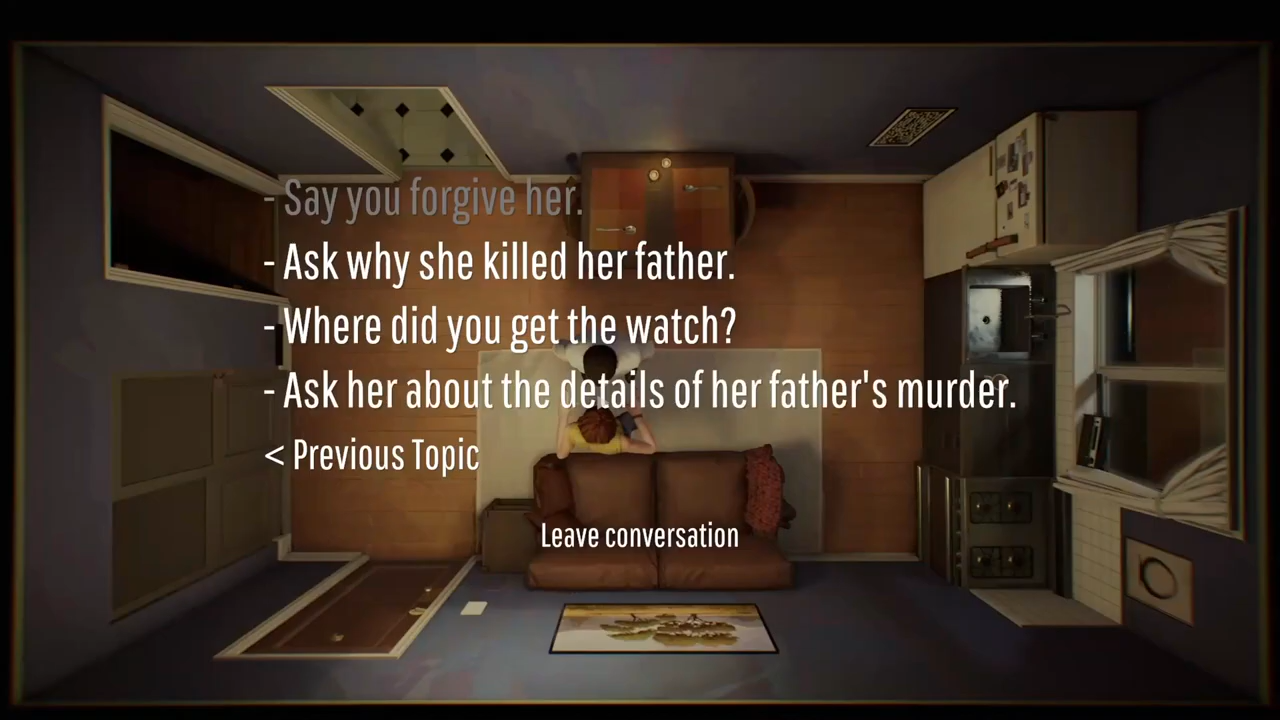 - Say you forgive her.
- Ask why she killed her father.
- Where did you get the watch?
- Ask her about the details of her father's murder.
< Previous Topic
Leave conversation